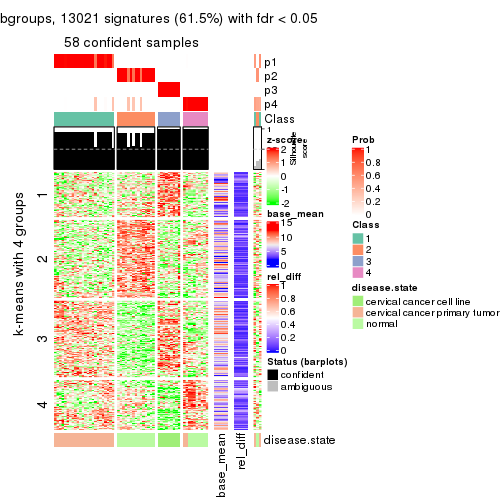 bgroups, 13021 signatures (61.5%) with fdr < 0.05
58 confident samples
p1
p2
p3
p4
Class
1
Silhouette
score
k-means with 4 groups
1
2
3
4
z-score
2
1
0
-1
-2
base_mean
15
10
5
0
rel_diff
1
0.8
0.6
0.4
0.2
0
Status (barplots)
confident
ambiguous
Prob
1
0.8
0.6
0.4
0.2
0
Class
1
2
3
4
disease.state
cervical cancer cell line
cervical cancer primary tumor
normal
disease.state
base_mean
rel_diff